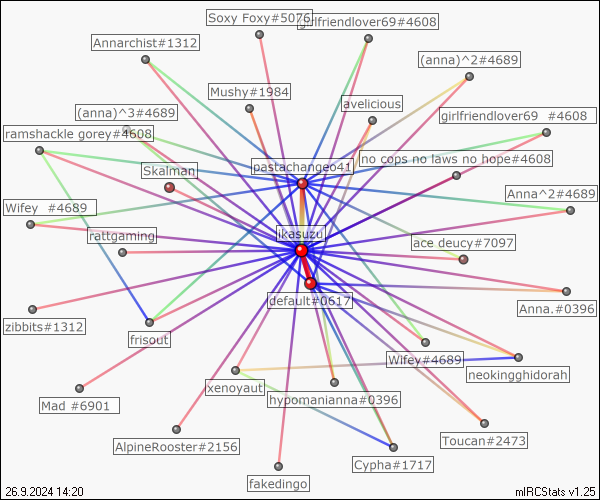 Soxy Foxy#5076
girlfriendlover69#4608
Annarchist#1312
(anna)^2#4689
Mushy#1984
avelicious
(anna)^3#4689
girlfriendlover69 #4608
ramshackle gorey#4608
pastachangeo41
no cops no laws no hope#4608
Skalman
Anna^2#4689
Wifey #4689
ikasuzu
ratgaming
ace deucy#7097
default#0617
Anna.#0396
zibbits#1312
frisout
Wifey#4689
neokingghidorah
xenoyaut
hypomanianna#0396
Mad #6901
AlpineRooster#2156
Toucan#2473
Cypha#1717
fakedingo
26.9.2024 14:20
mIRCStats v1.25